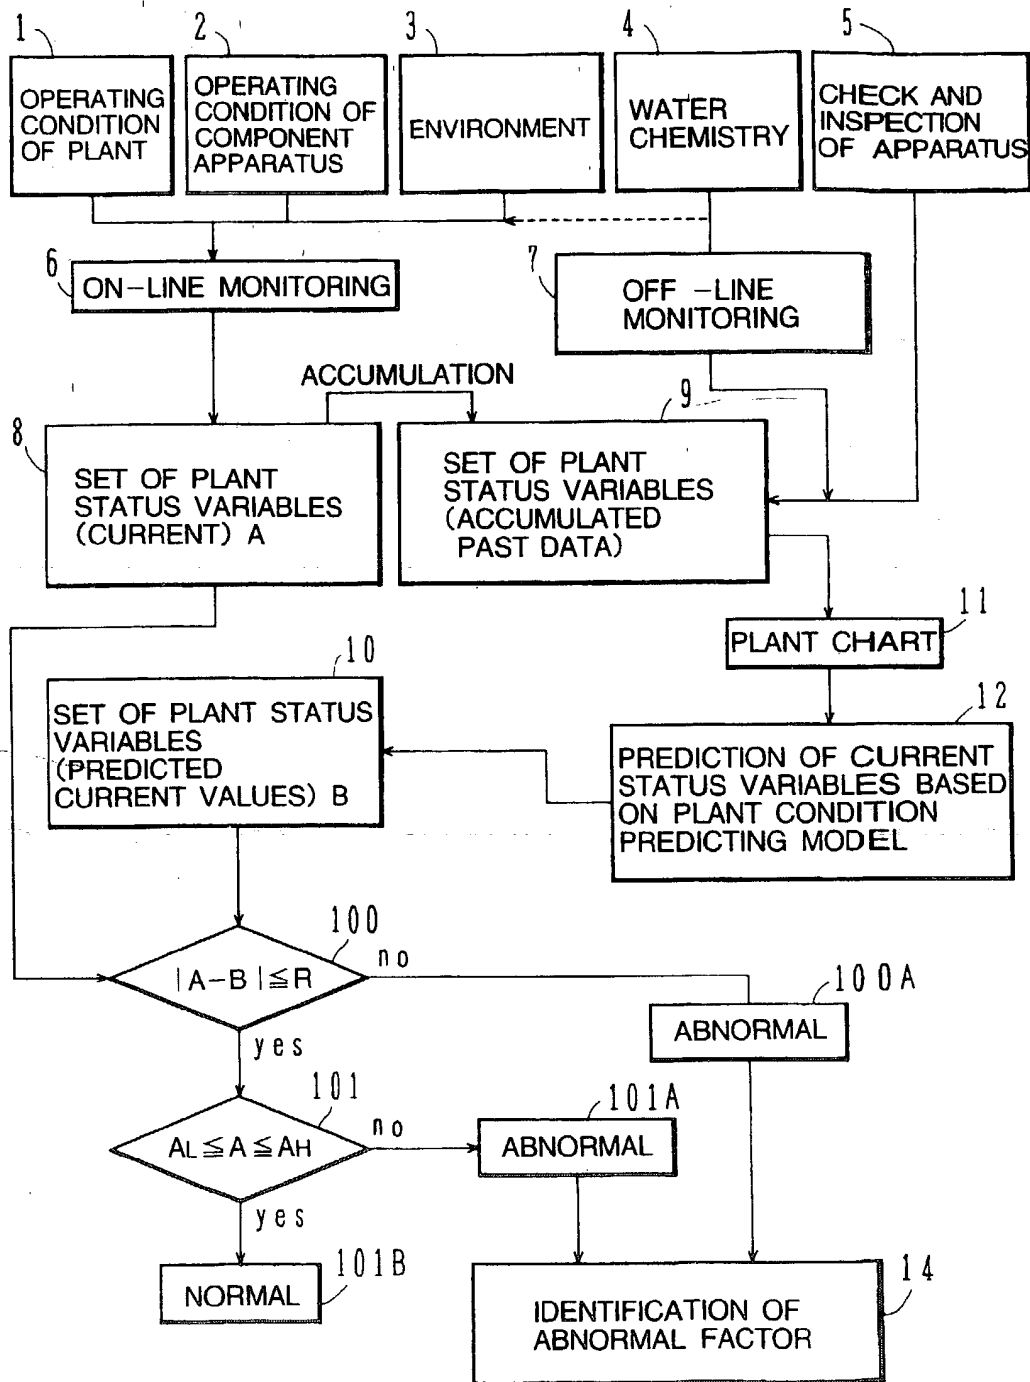 1
2
3
4
5
OPERATING
CONDITION
OF PLANT
OPERATING
CONDITION OF
COMPONENT
APPARATUS
ENVIRONMENT
WATER
CHEMISTRY
CHECK AND
INSPECTION
OF APPARATUS
6
ON-LINE MONITORING
7
OFF-LINE
MONITORING
ACCUMULATION
8
SET OF PLANT
STATUS VARIABLES
(CURRENT) A
9
SET OF PLANT
STATUS VARIABLES
(ACCUMULATED
PAST DATA)
11
PLANT CHART
10
SET OF PLANT STATUS
VARIABLES
(PREDICTED
CURRENT VALUES) B
12
PREDICTION OF CURRENT
STATUS VARIABLES BASED
ON PLANT CONDITION
PREDICTING MODEL
100
|A-B|≦R
no
yes
100A
ABNORMAL
101
AL≦A≦AH
no
yes
101A
ABNORMAL
101B
NORMAL
14
IDENTIFICATION OF
ABNORMAL FACTOR